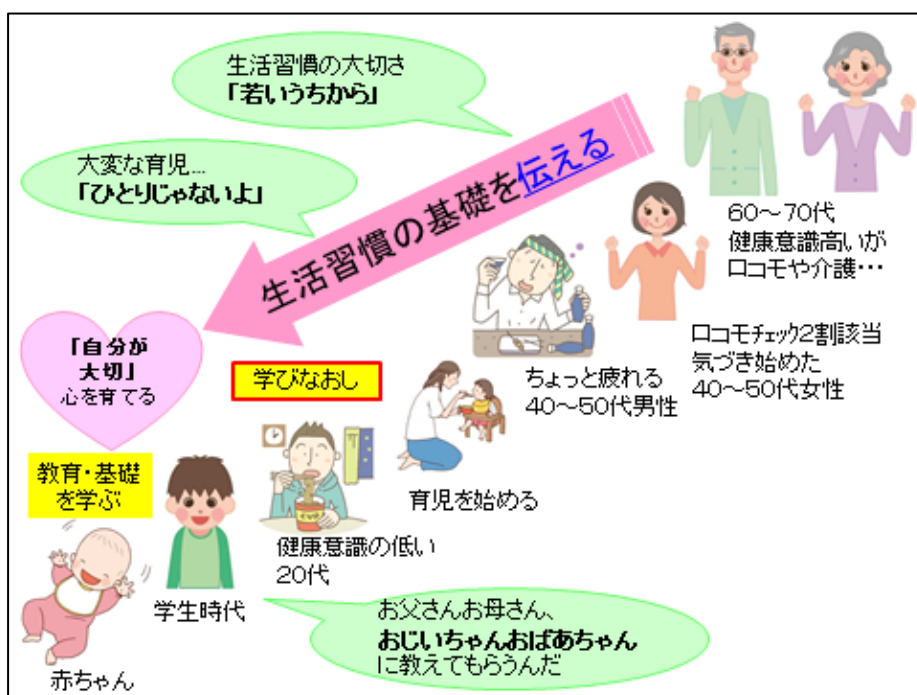 生活習慣の大切さ
「若いうちから」
大変な育児...
「ひとりじゃないよ」
生活習慣の基礎を伝える
60～70代
健康意識高いが
ロコモや介護…
ロコモチェック2割該当
気づき始めた
40～50代女性
ちょっと疲れる
40～50代男性
「自分が
大切」
心を育てる
学びなおし
育児を始める
教育・基礎
を学ぶ
健康意識の低い
20代
学生時代
赤ちゃん
お父さんお母さん、
おじいちゃんおばあちゃん
に教えてもらうんだ